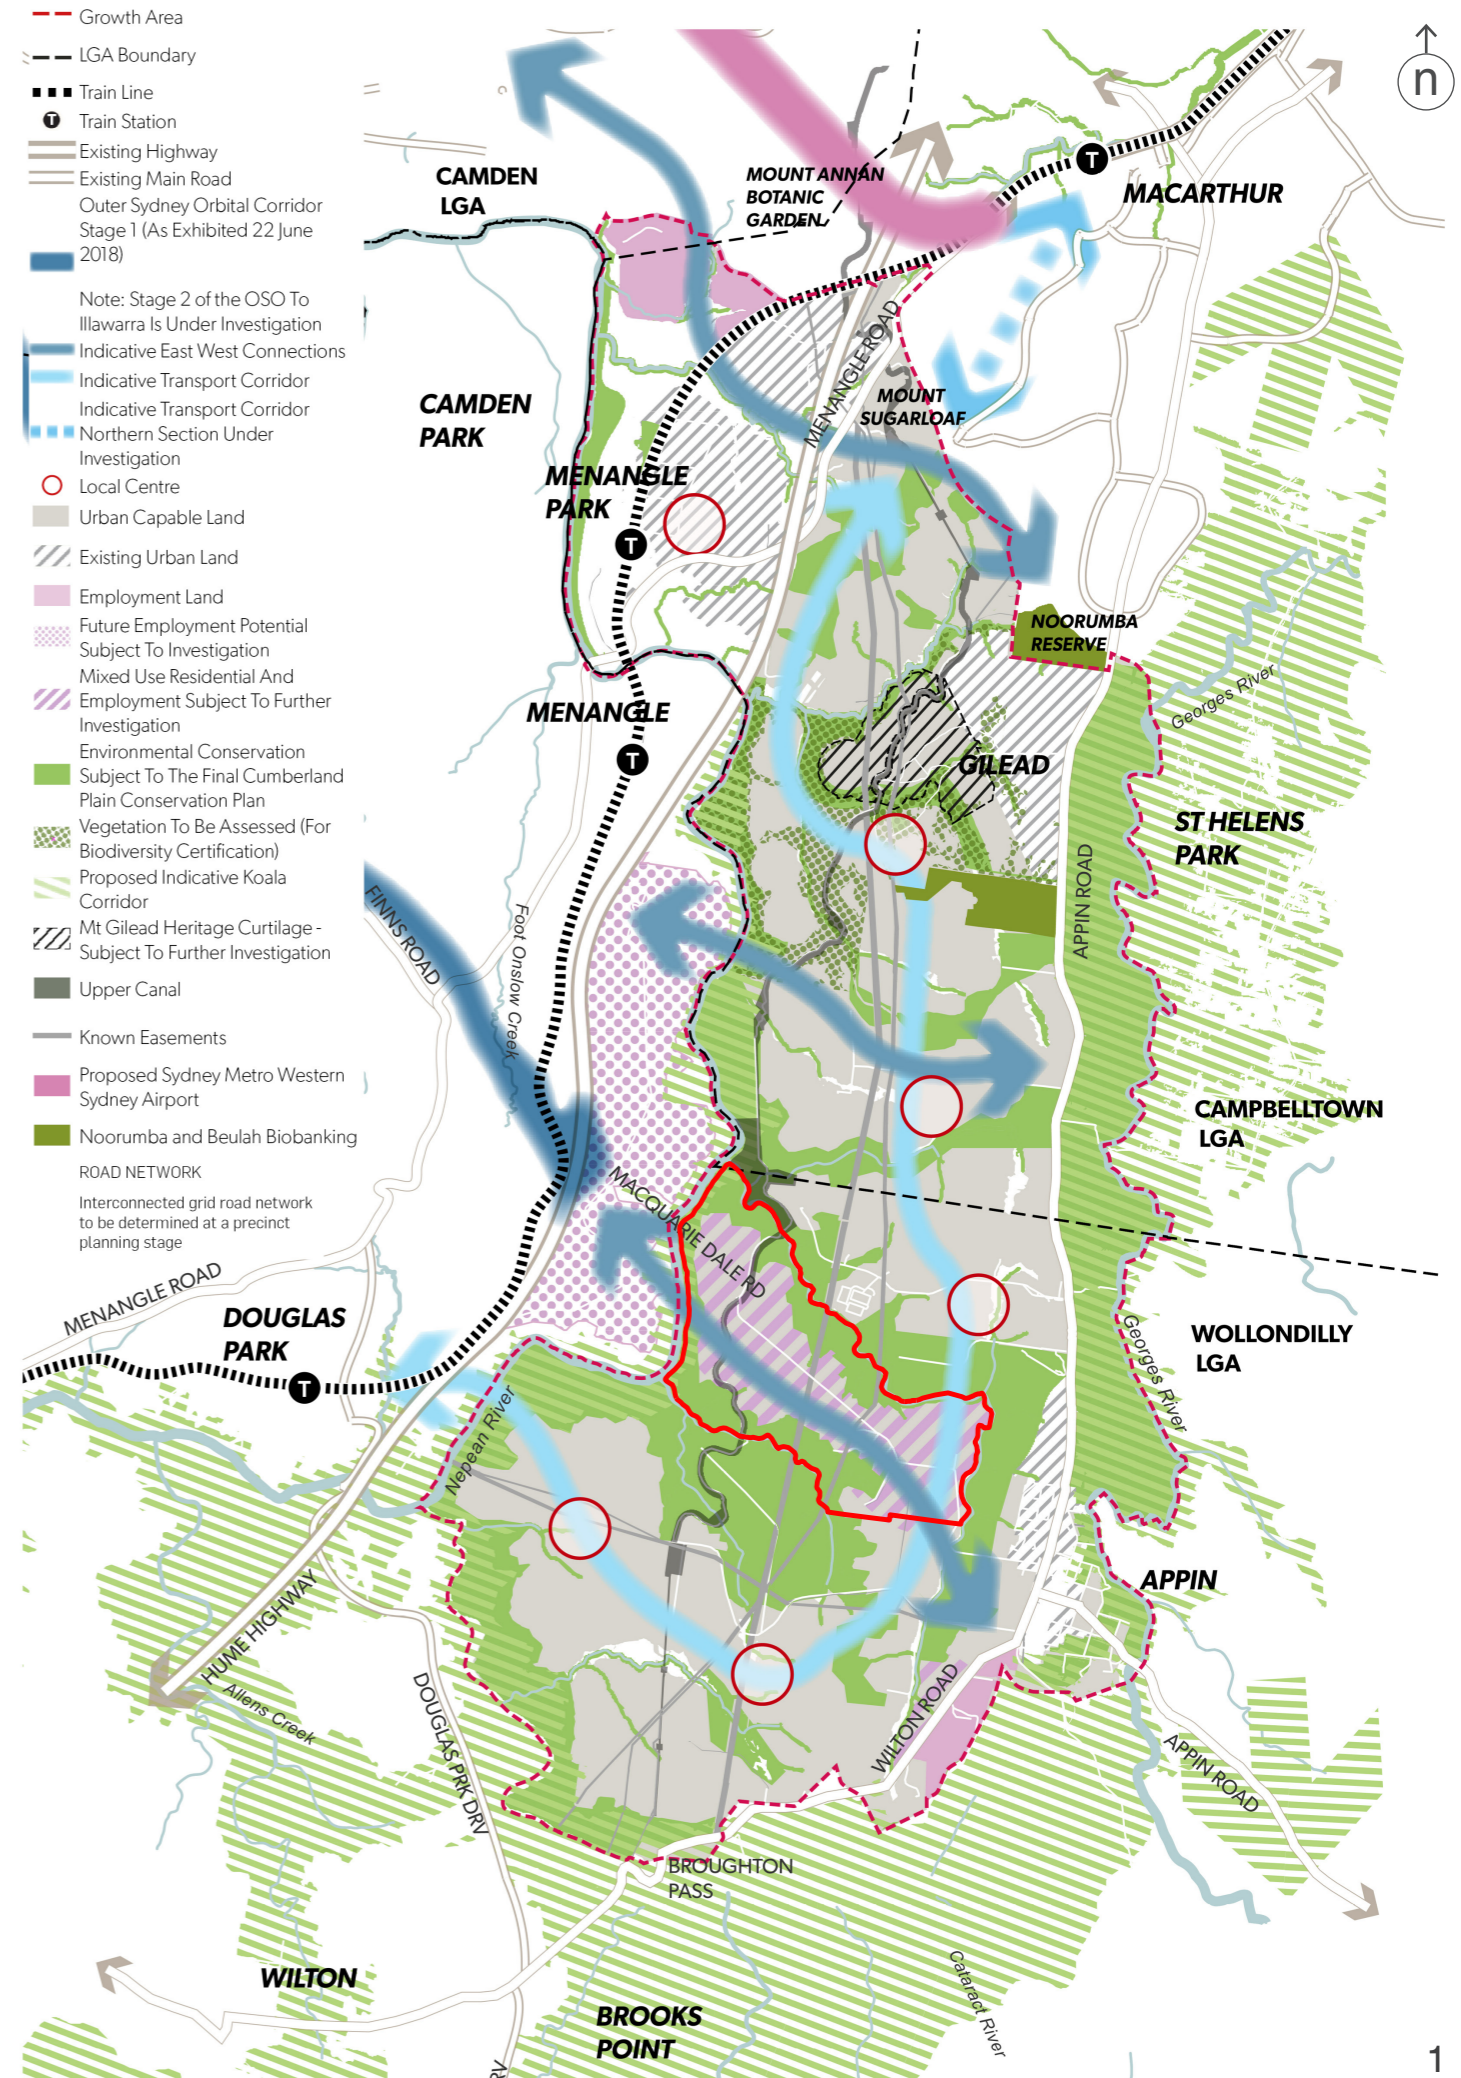 Growth Area
LGA Boundary
Train Line
T Train Station
Existing Highway
Existing Main Road
Outer Sydney Orbital Corridor
Stage 1 (As Exhibited 22 June
2018)
Note: Stage 2 of the OSO To
Illawarra Is Under Investigation
Indicative East West Connections
Indicative Transport Corridor
Indicative Transport Corridor
Northern Section Under
Investigation
Local Centre
Urban Capable Land
Existing Urban Land
Employment Land
Future Employment Potential
Subject To Investigation
Mixed Use Residential And
Employment Subject To Further
Investigation
Environmental Conservation
Subject To The Final Cumberland
Plain Conservation Plan
Vegetation To Be Assessed (For
Biodiversity Certification)
Proposed Indicative Koala
Corridor
Mt Gilead Heritage Curtilage -
Subject To Further Investigation
Upper Canal
Known Easements
Proposed Sydney Metro Western
Sydney Airport
Noorumba and Beulah Biobanking
ROAD NETWORK
Interconnected grid road network
to be determined at a precinct
planning stage
n
CAMDEN
LGA
MOUNT ANNAN
BOTANIC
GARDEN
T
MACARTHUR
MENANGLE ROAD
MOUNT
SUGARLOAF
CAMDEN
PARK
MENANGLE
PARK
T
NOORUMBA
RESERVE
Georges River
MENANGLE
T
GILEAD
ST HELENS
PARK
APPIN ROAD
FINNS ROAD
Foot Onslow Creek
CAMPBELLTOWN
LGA
MACQUARIE DALE RD
MENANGLE ROAD
DOUGLAS
PARK
T
WOLLONDILLY
LGA
Georges River
Nepean River
APPIN
HUME HIGHWAY
Allens Creek
DOUGLAS PRK DRV
WILTON ROAD
APPIN ROAD
BROUGHTON
PASS
WILTON
BROOKS
POINT
Cataract River
1